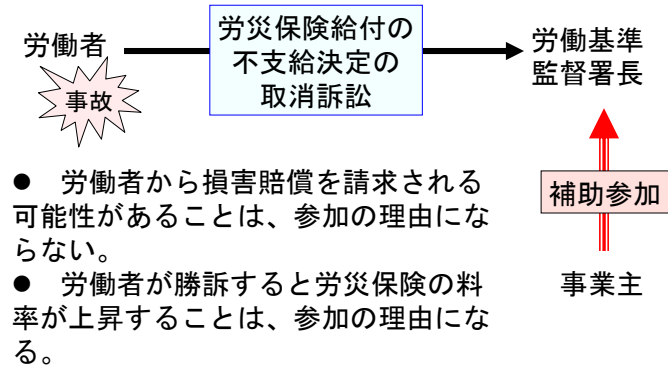 労働者
事故
労災保険給付の
不支給決定の
取消訴訟
労働基準
監督署長
補助参加
事業主
●　労働者から損害賠償を請求される
可能性があることは、参加の理由にな
らない。
●　労働者が勝訴すると労災保険の料
率が上昇することは、参加の理由にな
る。